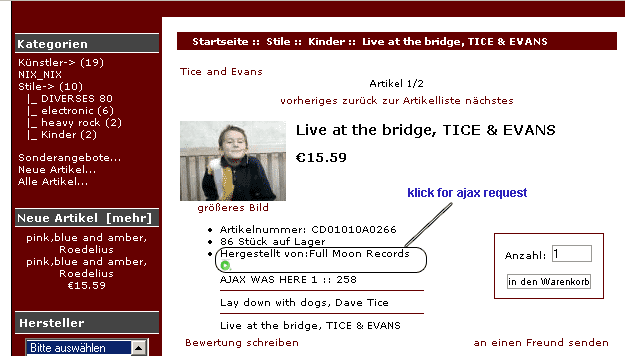 Kategorien
Künstler-> (19)
NIX_NIX
Stile-> (10)
|_ DIVERSES 80
|_ electronic (6)
|_ heavy rock (2)
|_ Kinder (2)
Sonderangebote...
Neue Artikel...
Alle Artikel...
Neue Artikel [mehr]
pink,blue and amber,
Roedelius
pink,blue and amber,
Roedelius
€15.59
Hersteller
Bitte auswählen
Startseite :: Stile :: Kinder :: Live at the bridge, TICE & EVANS
Tice and Evans
Artikel 1/2
vorheriges zurück zur Artikelliste nächstes
Live at the bridge, TICE & EVANS
€15.59
größeres Bild
klick for ajax request
• Artikelnummer: CD01010A0266
• 86 Stück auf Lager
• Hergestellt von:Full Moon Records
AJAX WAS HERE 1 :: 258
Lay down with dogs, Dave Tice
Live at the bridge, TICE & EVANS
Anzahl: 1
in den Warenkorb
Bewertung schreiben
an einen Freund senden